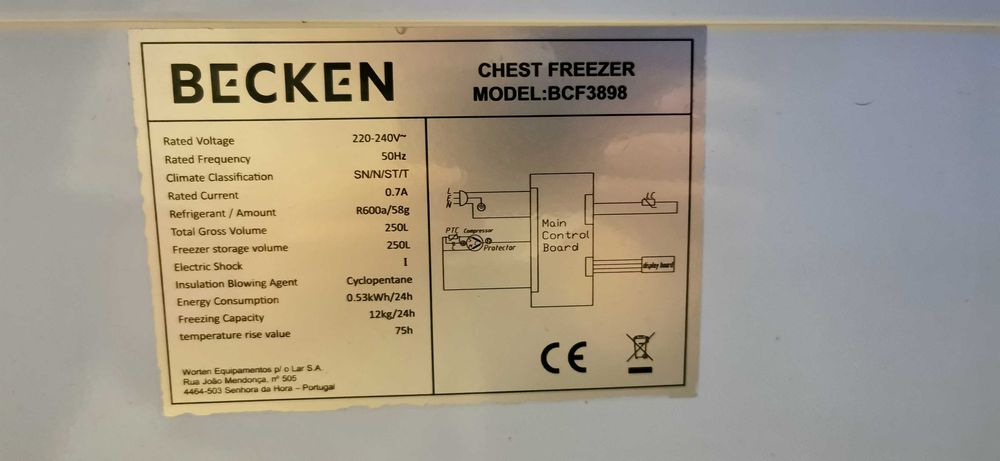 BECKEN
CHEST FREEZER
MODEL:BCF3898
Rated Voltage 220-240V~
Rated Frequency 50Hz
Climate Classification SN/N/ST/T
Rated Current 0.7A
Refrigerant / Amount R600a/58g
Total Gross Volume 250L
Freezer storage volume 250L
Electric Shock I
Insulation Blowing Agent Cyclopentane
Energy Consumption 0.53kWh/24h
Freezing Capacity 12kg/24h
temperature rise value 75h
Worten Equipamentos p/ o Lar S.A.
Rua João Mendonça, nº 505
4464-503 Senhora da Hora – Portugal
L
E
N
PTC Compressor
Protector
Main
Control
Board
LC
display board
CE